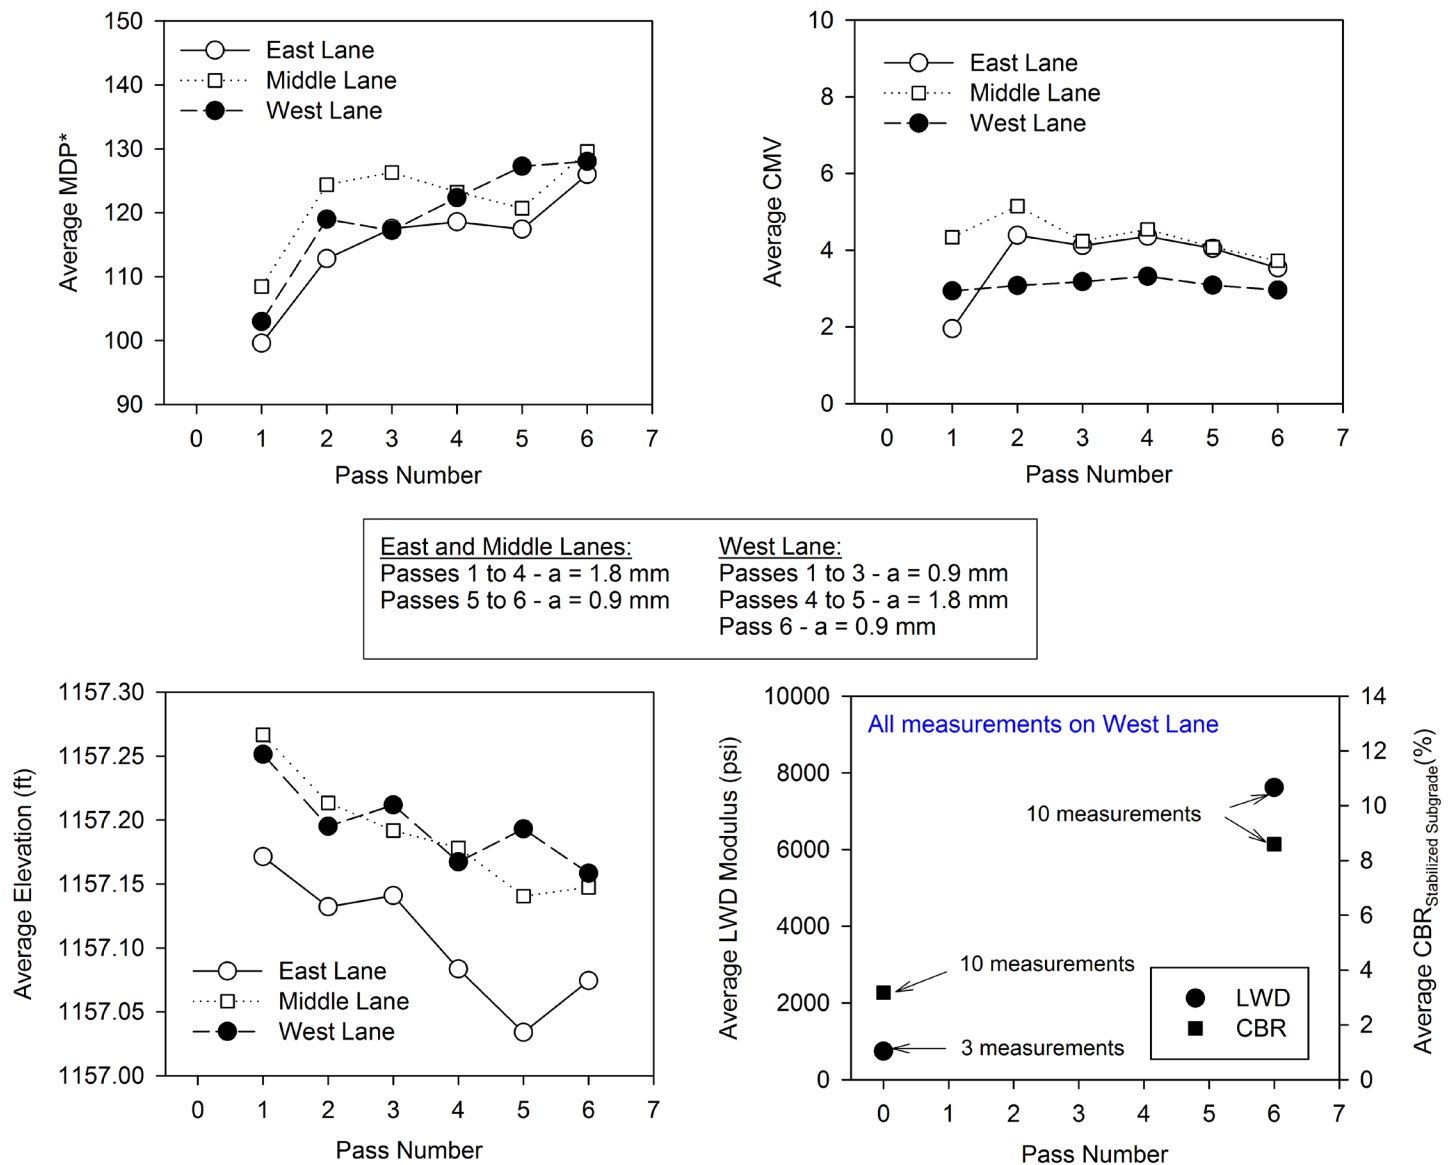 150
140
130
120
110
100
90
Average MDP*
East Lane
Middle Lane
West Lane
0 1 2 3 4 5 6 7
Pass Number
10
8
6
4
2
0
Average CMV
East Lane
Middle Lane
West Lane
0 1 2 3 4 5 6 7
Pass Number
East and Middle Lanes:
Passes 1 to 4 - a = 1.8 mm
Passes 5 to 6 - a = 0.9 mm
West Lane:
Passes 1 to 3 - a = 0.9 mm
Passes 4 to 5 - a = 1.8 mm
Pass 6 - a = 0.9 mm
1157.30
1157.25
1157.20
1157.15
1157.10
1157.05
1157.00
Average Elevation (ft)
East Lane
Middle Lane
West Lane
0 1 2 3 4 5 6 7
Pass Number
10000
8000
6000
4000
2000
0
Average LWD Modulus (psi)
All measurements on West Lane
10 measurements
10 measurements
3 measurements
LWD
CBR
14
12
10
8
6
4
2
0
Average CBR Stabilized Subgrade (%)
0 1 2 3 4 5 6 7
Pass Number